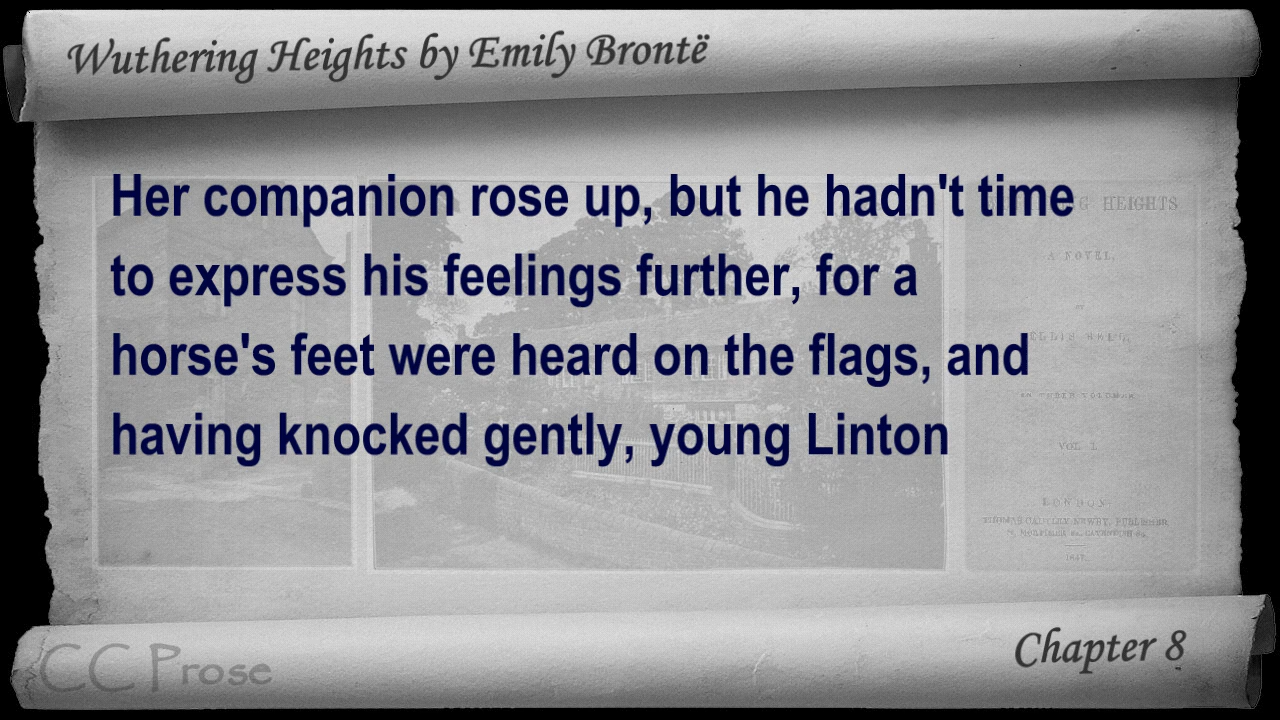 Wuthering Heights by Emily Brontë
Her companion rose up, but he hadn't time
to express his feelings further, for a
horse's feet were heard on the flags, and
having knocked gently, young Linton
HEIGHTS
A NOVEL,
VOL. I.
LONDON:
1847.
CC Prose
Chapter 8